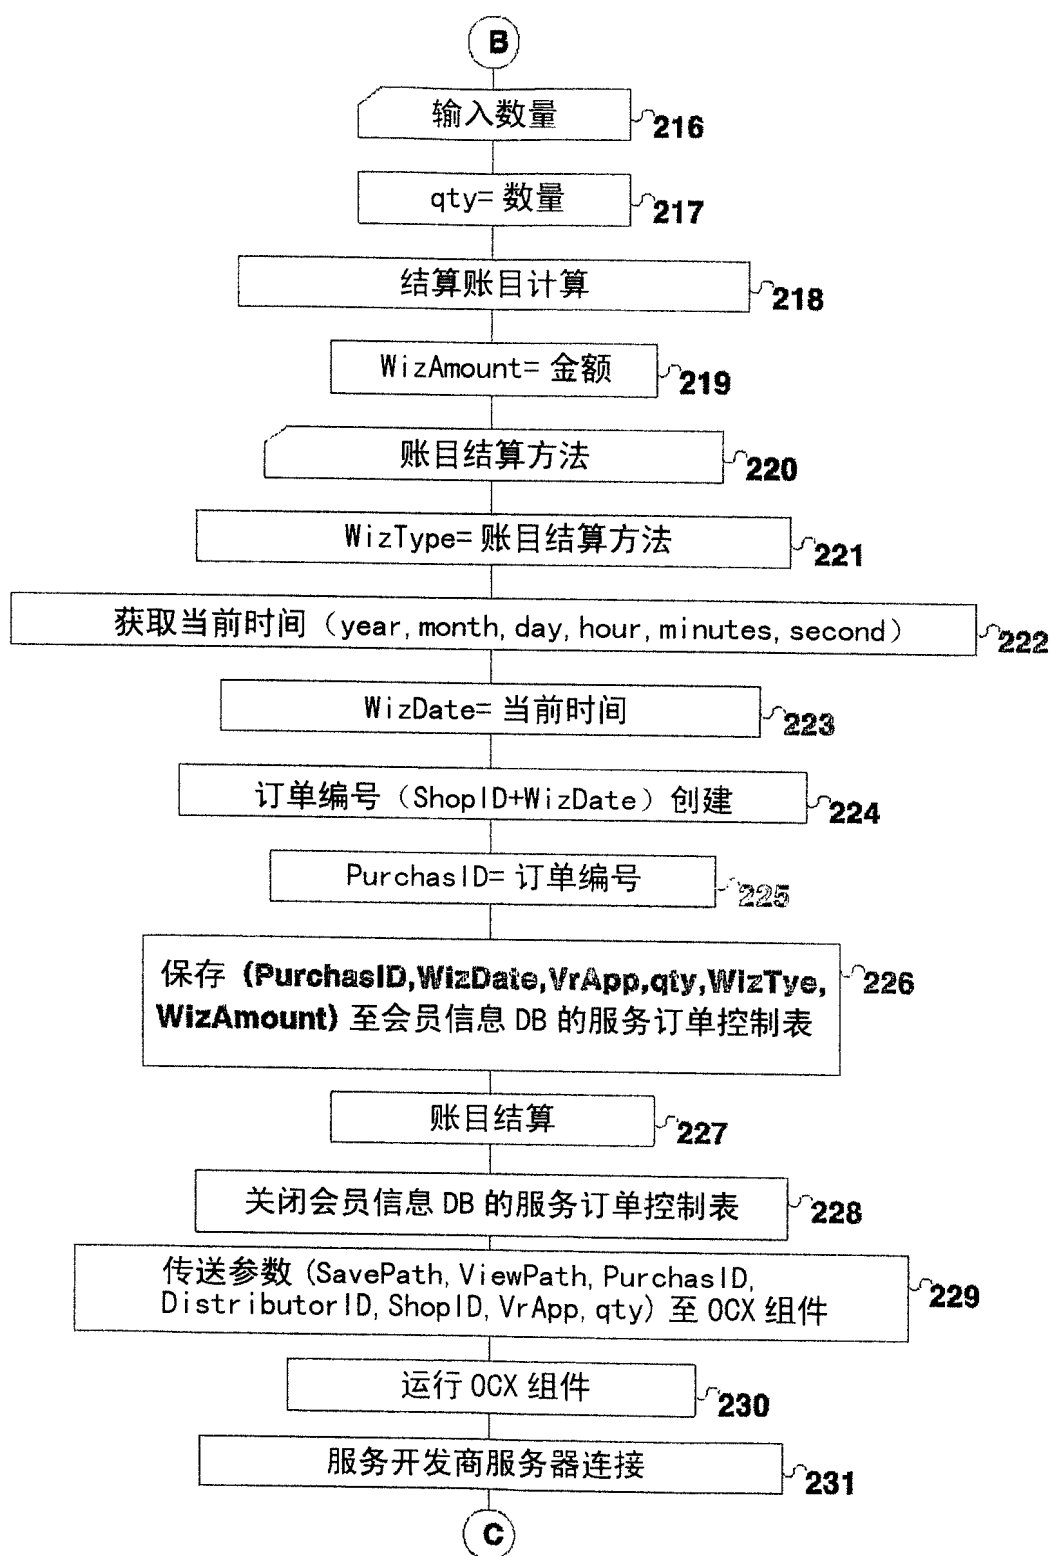 B
输入数量 216
qty=数量 217
结算账目计算 218
WizAmount=金额 219
账目结算方法 220
WizType=账目结算方法 221
获取当前时间（year,month,day,hour,minutes,second） 222
WizDate=当前时间 223
订单编号（ShopID+WizDate）创建 224
PurchasID=订单编号 225
保存 (PurchasID,WizDate,VrApp,qty,WizTye, 226
WizAmount) 至会员信息 DB 的服务订单控制表
账目结算 227
关闭会员信息 DB 的服务订单控制表 228
传送参数 (SavePath, ViewPath, PurchasID,
DistributorID, ShopID, VrApp, qty) 至 OCX 组件 229
运行 OCX 组件 230
服务开发商服务器连接 231
C